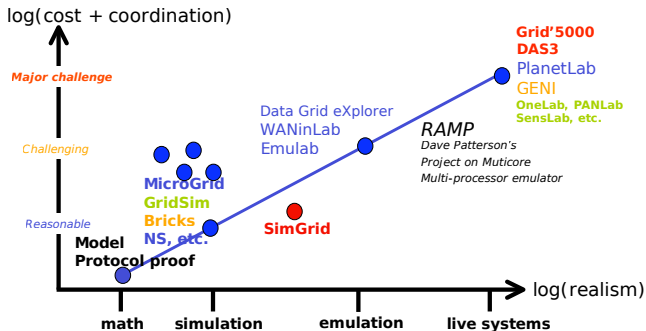 log(cost + coordination)
Grid'5000
DAS3
Major challenge
PlanetLab
GENI
OneLab, PANLab
SensLab, etc.
Data Grid eXplorer
WANinLab
Emulab
RAMP
Dave Patterson's
Project on Muticore
Multi-processor emulator
Challenging
MicroGrid
GridSim
Bricks
NS, etc.
Reasonable
SimGrid
Model
Protocol proof
log(realism)
math
simulation
emulation
live systems